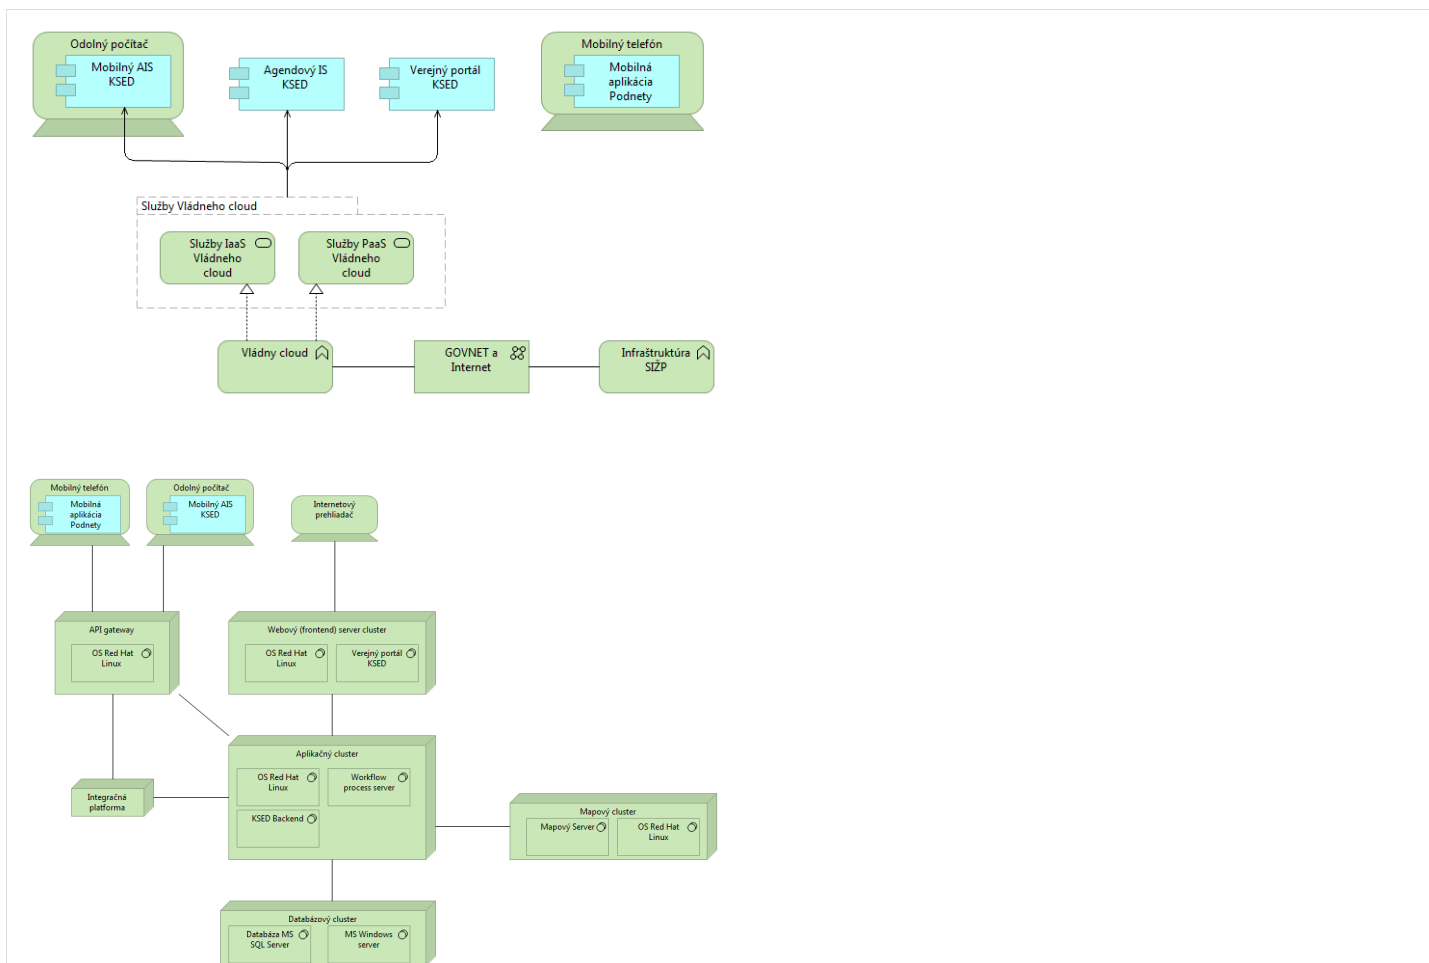 Odolný počítač
Mobilný AIS
KSED
Agendový IS
KSED
Verejný portál
KSED
Mobilný telefón
Mobilná
aplikácia
Podnety
Služby Vládneho cloud
Služby IaaS
Vládneho
cloud
Služby PaaS
Vládneho
cloud
Vládny cloud
GOVNET a
Internet
Infraštruktúra
SIŽP
Mobilný telefón
Mobilná
aplikácia
Podnety
Odolný počítač
Mobilný AIS
KSED
Internetový
prehliadač
API gateway
OS Red Hat
Linux
Webový (frontend) server cluster
OS Red Hat
Linux
Verejný portál
KSED
Aplikačný cluster
OS Red Hat
Linux
Workflow
process server
KSED Backend
Integračná
platforma
Mapový cluster
Mapový Server
OS Red Hat
Linux
Databázový cluster
Databáza MS
SQL Server
MS Windows
server